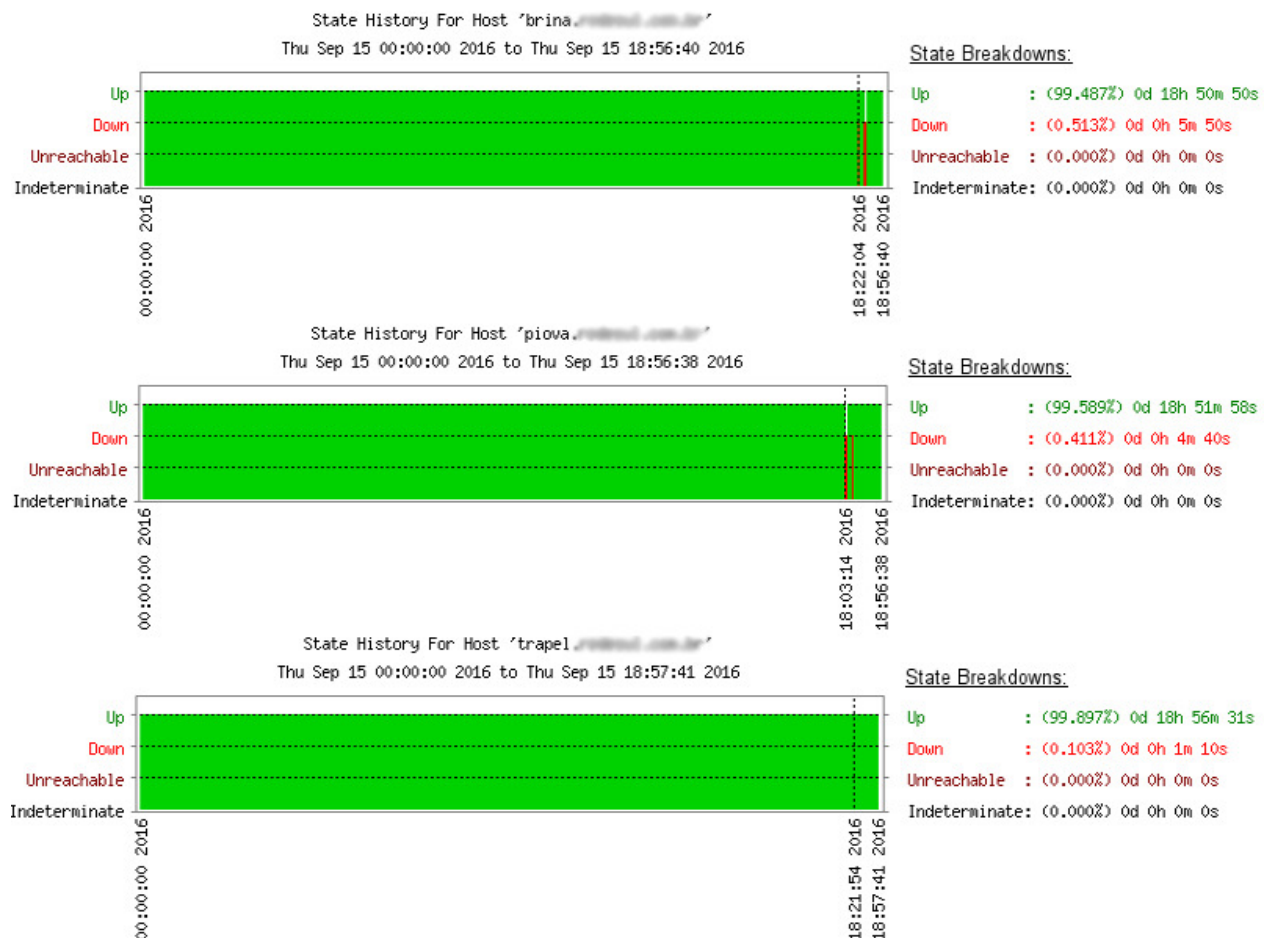 State History For Host 'brina.
Thu Sep 15 00:00:00 2016 to Thu Sep 15 18:56:40 2016
Up
Down
Unreachable
Indeterminate
00:00:00 2016
18:22:04 2016
18:56:40 2016
State Breakdowns:
Up : (99.487%) 0d 18h 50m 50s
Down : (0.513%) 0d 0h 5m 50s
Unreachable : (0.000%) 0d 0h 0m 0s
Indeterminate: (0.000%) 0d 0h 0m 0s
State History For Host 'piova.
Thu Sep 15 00:00:00 2016 to Thu Sep 15 18:56:38 2016
Up
Down
Unreachable
Indeterminate
00:00:00 2016
18:03:14 2016
18:56:38 2016
State Breakdowns:
Up : (99.589%) 0d 18h 51m 58s
Down : (0.411%) 0d 0h 4m 40s
Unreachable : (0.000%) 0d 0h 0m 0s
Indeterminate: (0.000%) 0d 0h 0m 0s
State History For Host 'trapel.
Thu Sep 15 00:00:00 2016 to Thu Sep 15 18:57:41 2016
Up
Down
Unreachable
Indeterminate
00:00:00 2016
18:21:54 2016
18:57:41 2016
State Breakdowns:
Up : (99.897%) 0d 18h 56m 31s
Down : (0.103%) 0d 0h 1m 10s
Unreachable : (0.000%) 0d 0h 0m 0s
Indeterminate: (0.000%) 0d 0h 0m 0s